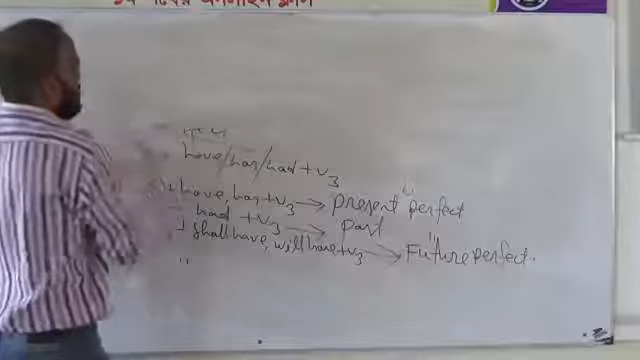 have/has/had + v3
have, has + v3 → present perfect
had + v3 → past "
shall have, will have + v3 → Future perfect.
"